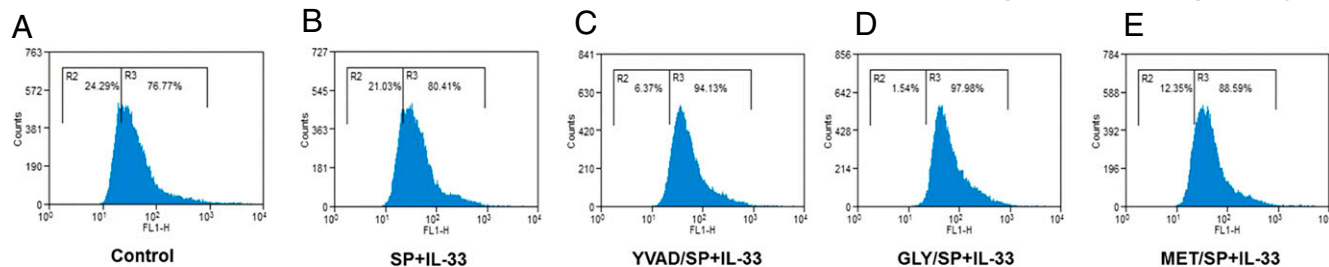 A
763
572
381
190
0
Counts
R2
R3
24.29%
76.77%
10⁰
10¹
10²
10³
10⁴
FL1-H
Control
B
727
545
363
181
0
Counts
R2
R3
21.03%
80.41%
10⁰
10¹
10²
10³
10⁴
FL1-H
SP+IL-33
C
841
630
420
210
0
Counts
R2
R3
6.37%
94.13%
10⁰
10¹
10²
10³
10⁴
FL1-H
YVAD/SP+IL-33
D
856
642
428
214
0
Counts
R2
R3
1.54%
97.98%
10⁰
10¹
10²
10³
10⁴
FL1-H
GLY/SP+IL-33
E
784
588
392
196
0
Counts
R2
R3
12.35%
88.59%
10⁰
10¹
10²
10³
10⁴
FL1-H
MET/SP+IL-33